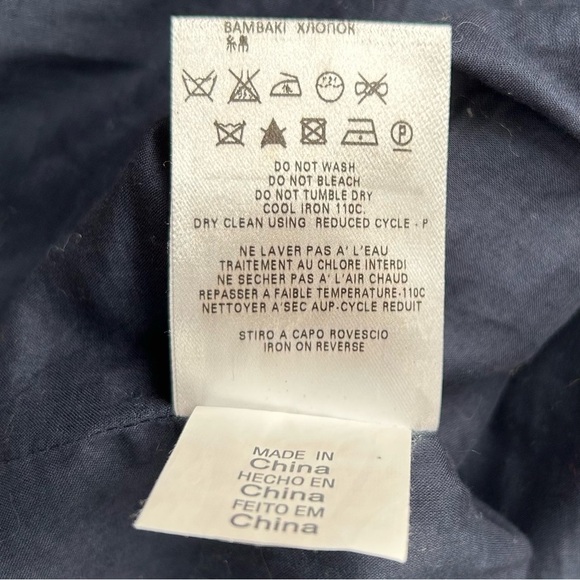 BAMBAKI ХЛОПОК
DO NOT WASH
DO NOT BLEACH
DO NOT TUMBLE DRY
COOL IRON 110C.
DRY CLEAN USING REDUCED CYCLE - P
NE LAVER PAS A' L'EAU
TRAITEMENT AU CHLORE INTERDI
NE SECHER PAS A' L'AIR CHAUD
REPASSER A FAIBLE TEMPERATURE-110C
NETTOYER A'SEC AUP-CYCLE REDUIT
STIRO A CAPO ROVESCIO
IRON ON REVERSE
MADE IN
China
HECHO EN
China
FEITO EM
China